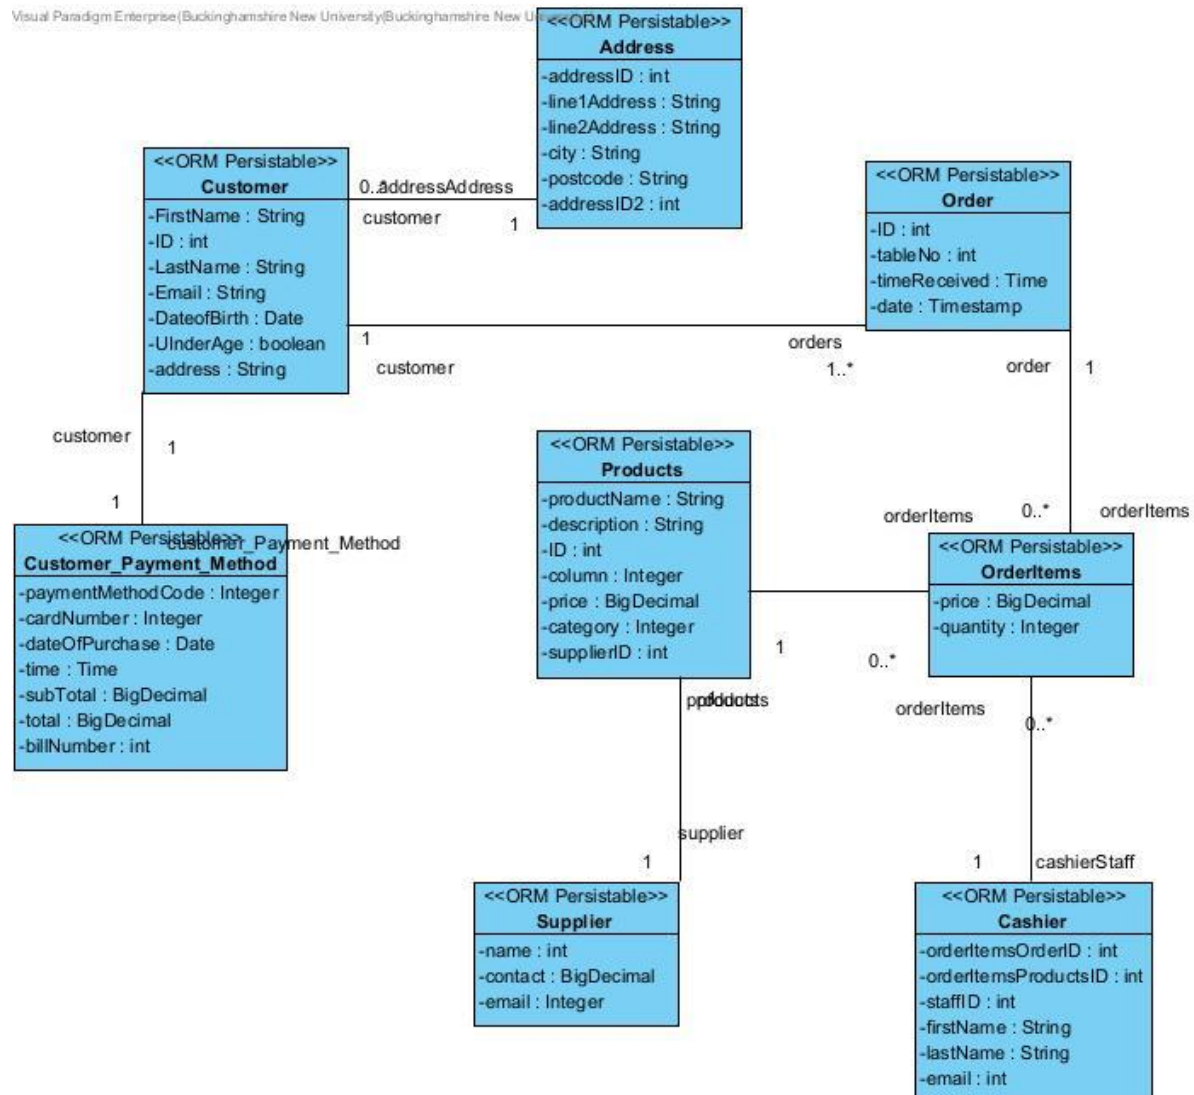 Visual Paradigm Enterprise(Buckinghamshire New University(Buckinghamshire New U
<<ORM Persistable>>
Address
-addressID : int
-line1Address : String
-line2Address : String
-city : String
-postcode : String
-addressID2 : int
<<ORM Persistable>>
Customer
-FirstName : String
-ID : int
-LastName : String
-Email : String
-DateofBirth : Date
-UInderAge : boolean
-address : String
0..*
addressAddress
customer
1
<<ORM Persistable>>
Order
-ID : int
-tableNo : int
-timeReceived : Time
-date : Timestamp
1
customer
orders
1..*
order
1
customer
1
1
<<ORM Persistable>>
customer_Payment_Method
Customer_Payment_Method
-paymentMethodCode : Integer
-cardNumber : Integer
-dateOfPurchase : Date
-time : Time
-subTotal : BigDecimal
-total : BigDecimal
-billNumber : int
<<ORM Persistable>>
Products
-productName : String
-description : String
-ID : int
-column : Integer
-price : BigDecimal
-category : Integer
-supplierID : int
orderItems
0..*
orderItems
<<ORM Persistable>>
OrderItems
-price : BigDecimal
-quantity : Integer
1
0..*
products
products
orderItems
0..*
supplier
1
1
cashierStaff
<<ORM Persistable>>
Supplier
-name : int
-contact : BigDecimal
-email : Integer
<<ORM Persistable>>
Cashier
-orderItemsOrderID : int
-orderItemsProductsID : int
-staffID : int
-firstName : String
-lastName : String
-email : int